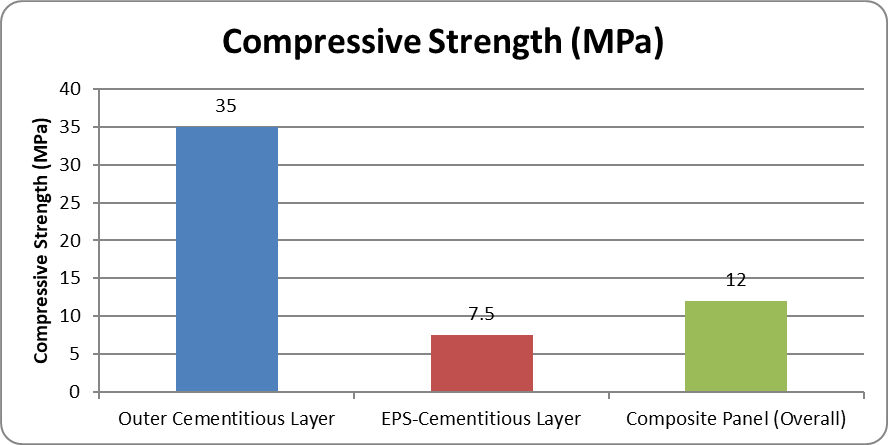 Compressive Strength (MPa)
Compressive Strength (MPa)
40
35
30
25
20
15
10
5
0
35
7.5
12
Outer Cementitious Layer
EPS-Cementitious Layer
Composite Panel (Overall)